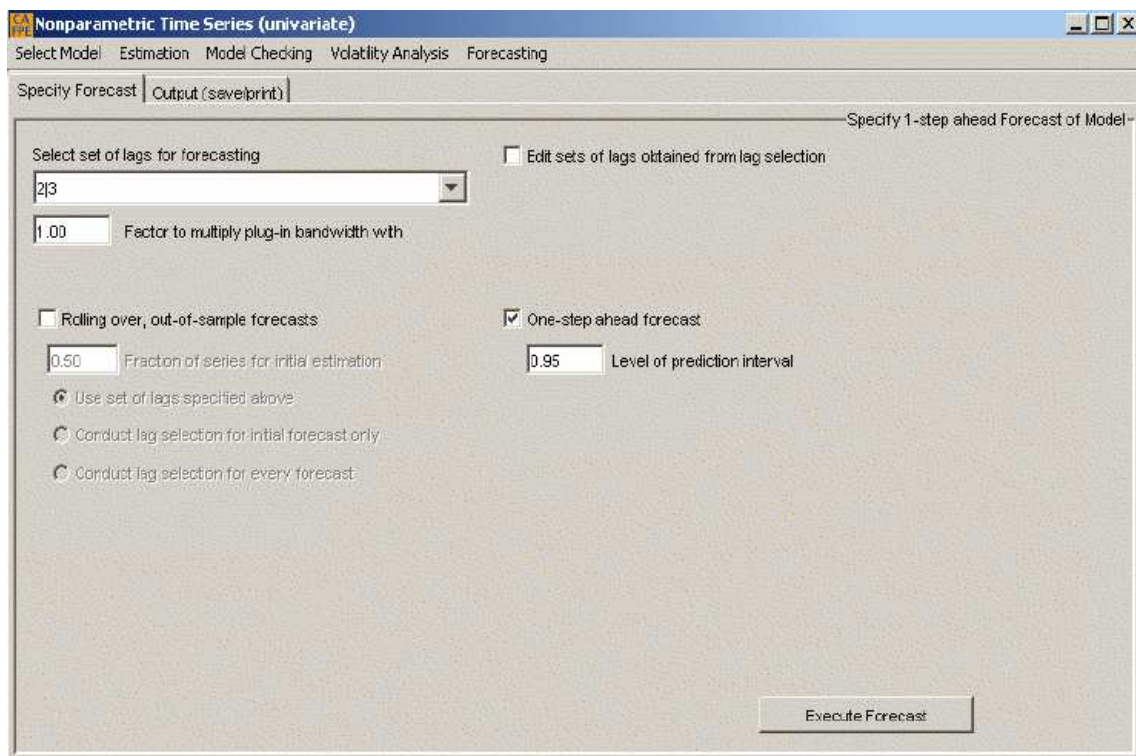 CA
FPE
Nonparametric Time Series (univariate)
Select Model Estimation Model Checking Volatility Analysis Forecasting
Specify Forecast Output (save/print)
Specify 1-step ahead Forecast of Model
Select set of lags for forecasting
Edit sets of lags obtained from lag selection
2|3
1.00 Factor to multiply plug-in bandwidth with
Rolling over, out-of-sample forecasts
One-step ahead forecast
0.50 Fraction of series for initial estimation
0.95 Level of prediction interval
Use set of lags specified above
Conduct lag selection for intial forecast only
Conduct lag selection for every forecast
Execute Forecast